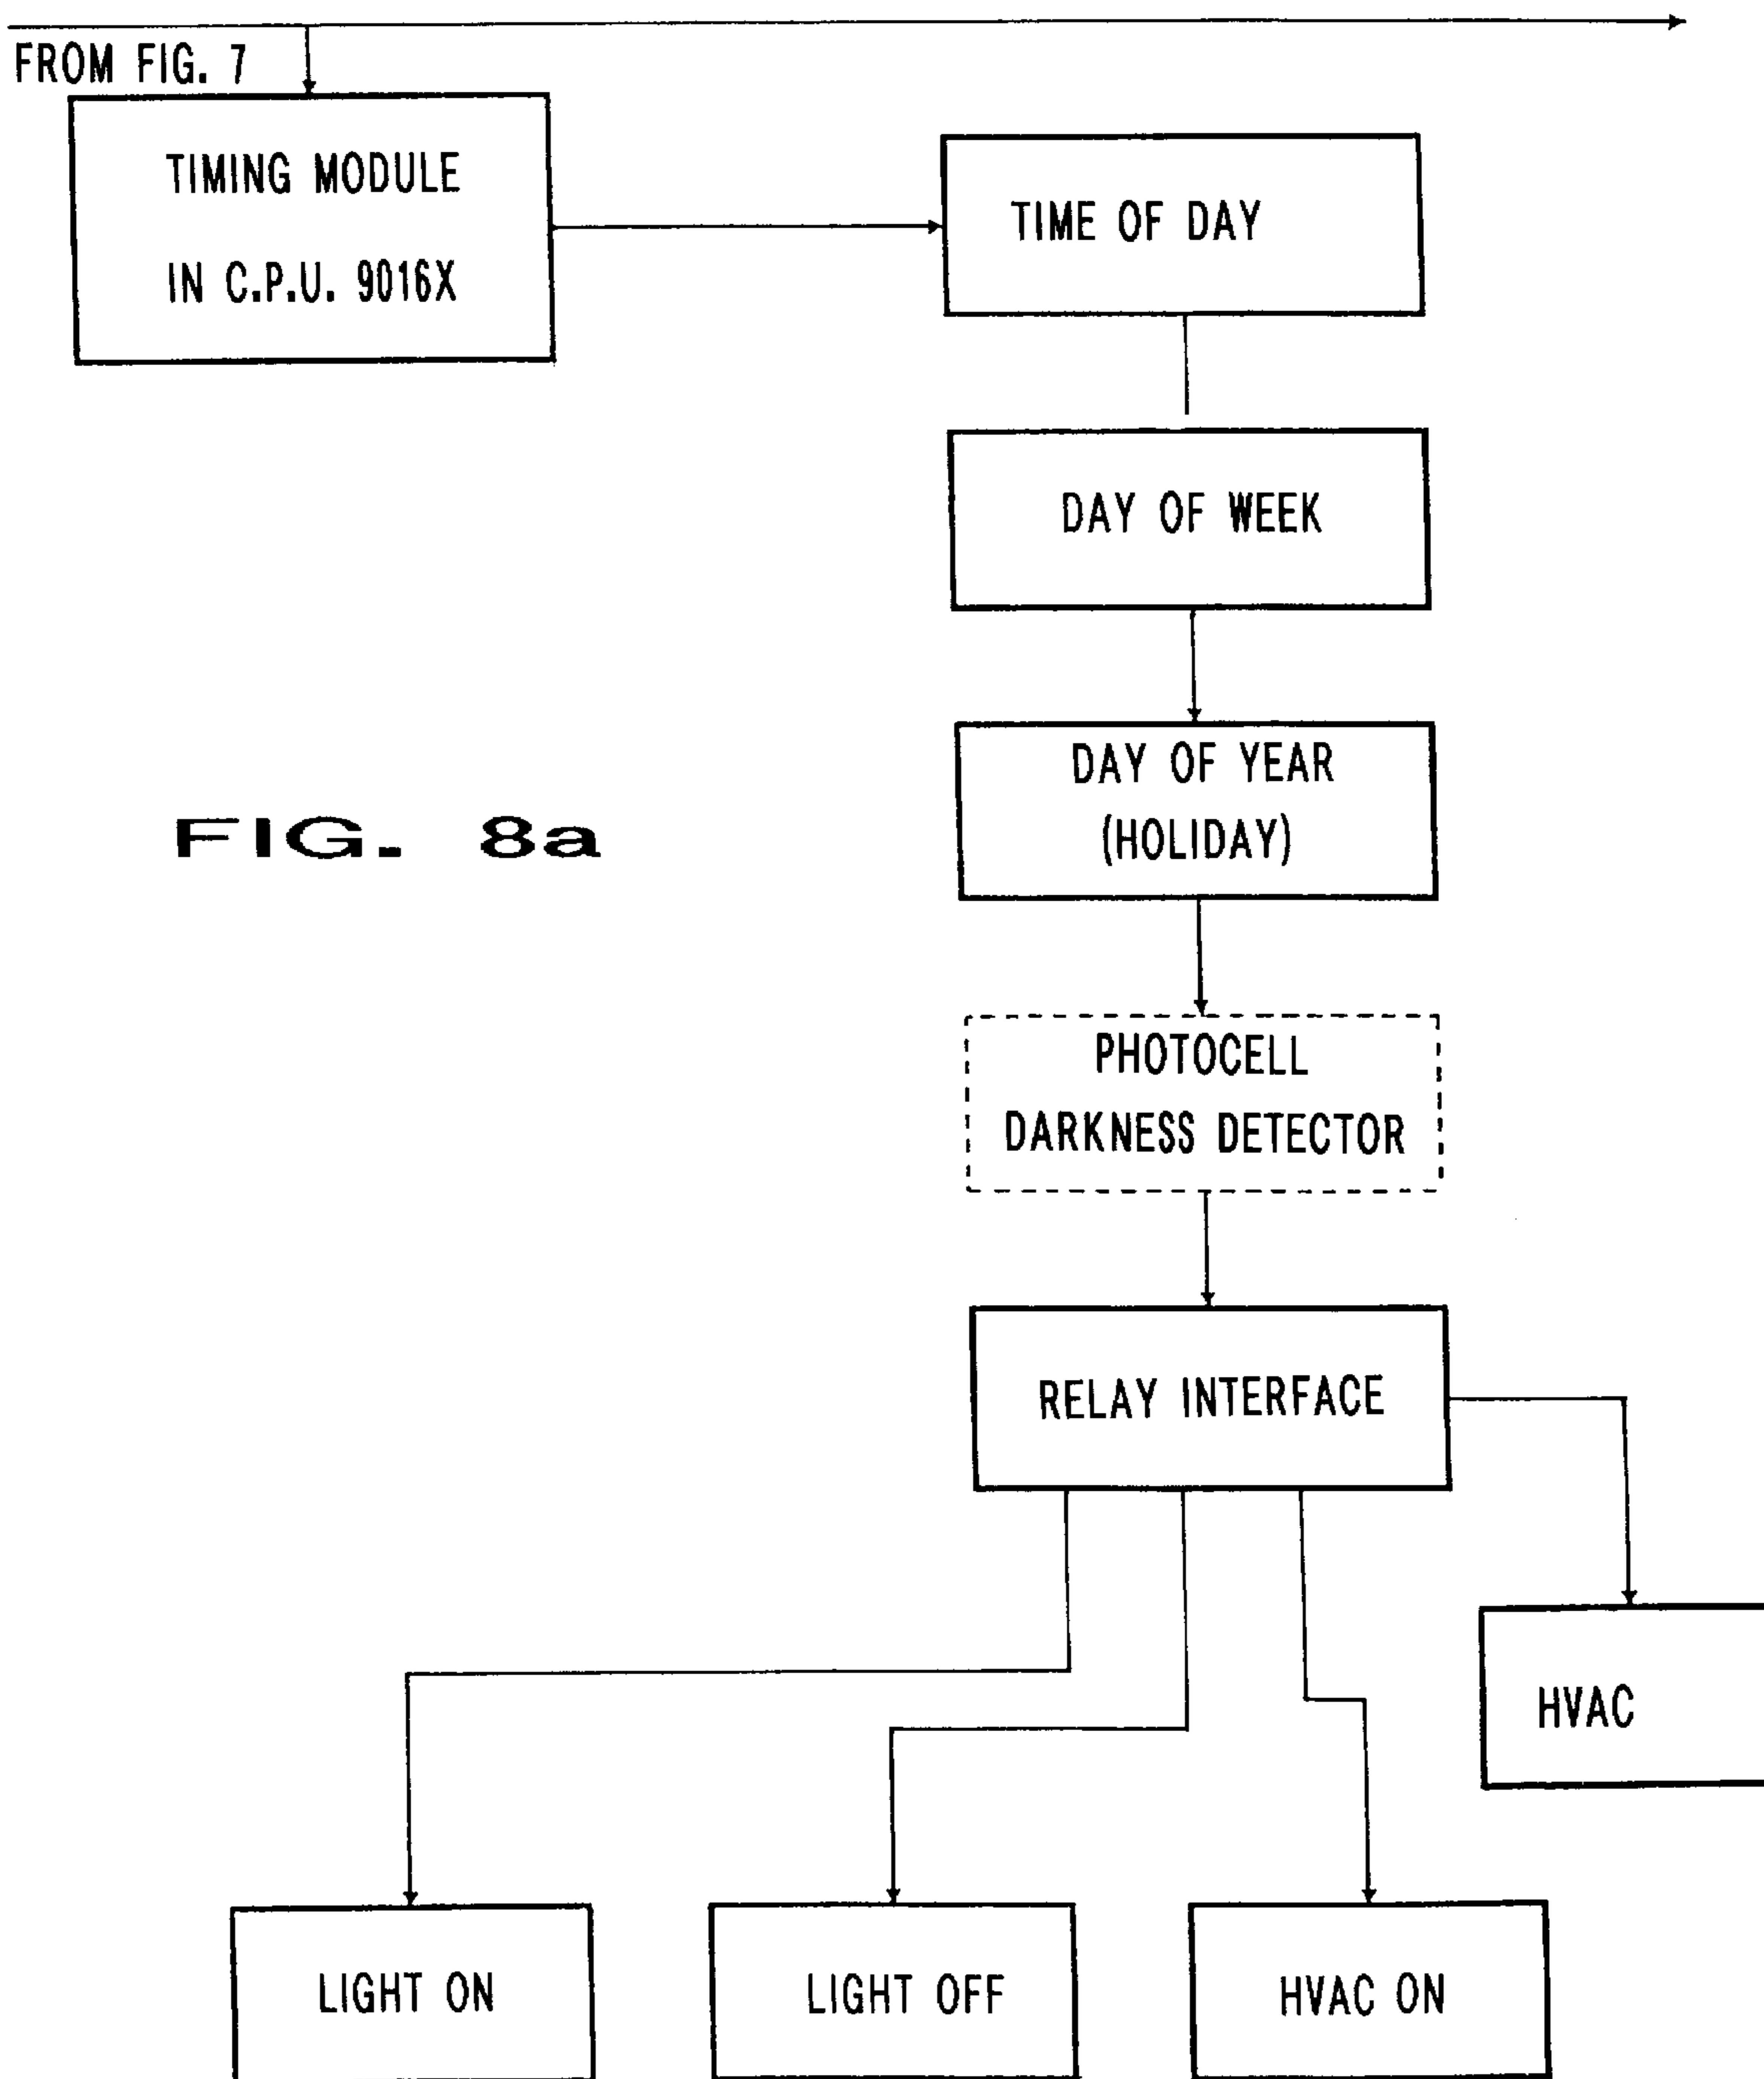 FROM FIG. 7
TIMING MODULE
IN C.P.U. 9016X
TIME OF DAY
DAY OF WEEK
DAY OF YEAR
(HOLIDAY)
FIG. 8a
PHOTOCELL
DARKNESS DETECTOR
RELAY INTERFACE
HVAC
LIGHT ON
LIGHT OFF
HVAC ON